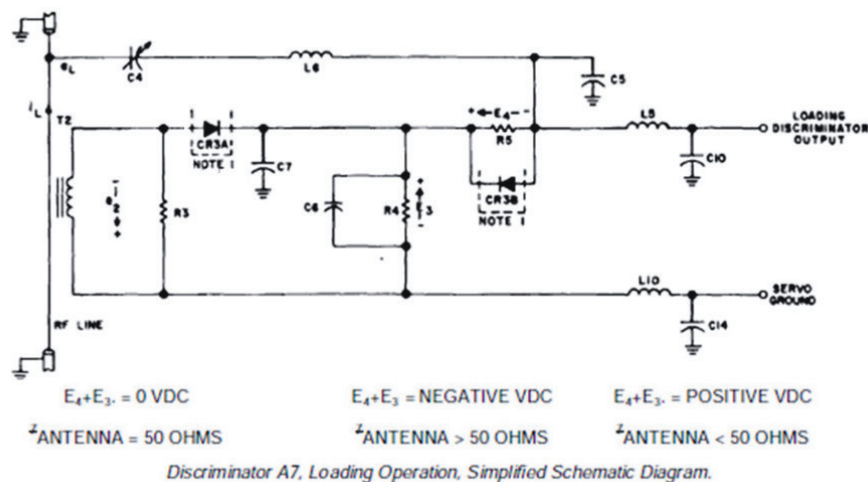 eL
C4
L6
C5
iL
T2
+ E4 -
R5
L5
LOADING
DISCRIMINATOR
OUTPUT
CR3A
NOTE 1
C7
C10
CR3B
NOTE 1
-
e2
+
R3
C6
R4
+
E3
-
L10
SERVO
GROUND
C14
RF LINE
E4+E3. = 0 VDC
E4+E3 = NEGATIVE VDC
E4+E3. = POSITIVE VDC
ZANTENNA = 50 OHMS
ZANTENNA > 50 OHMS
ZANTENNA < 50 OHMS
Discriminator A7, Loading Operation, Simplified Schematic Diagram.